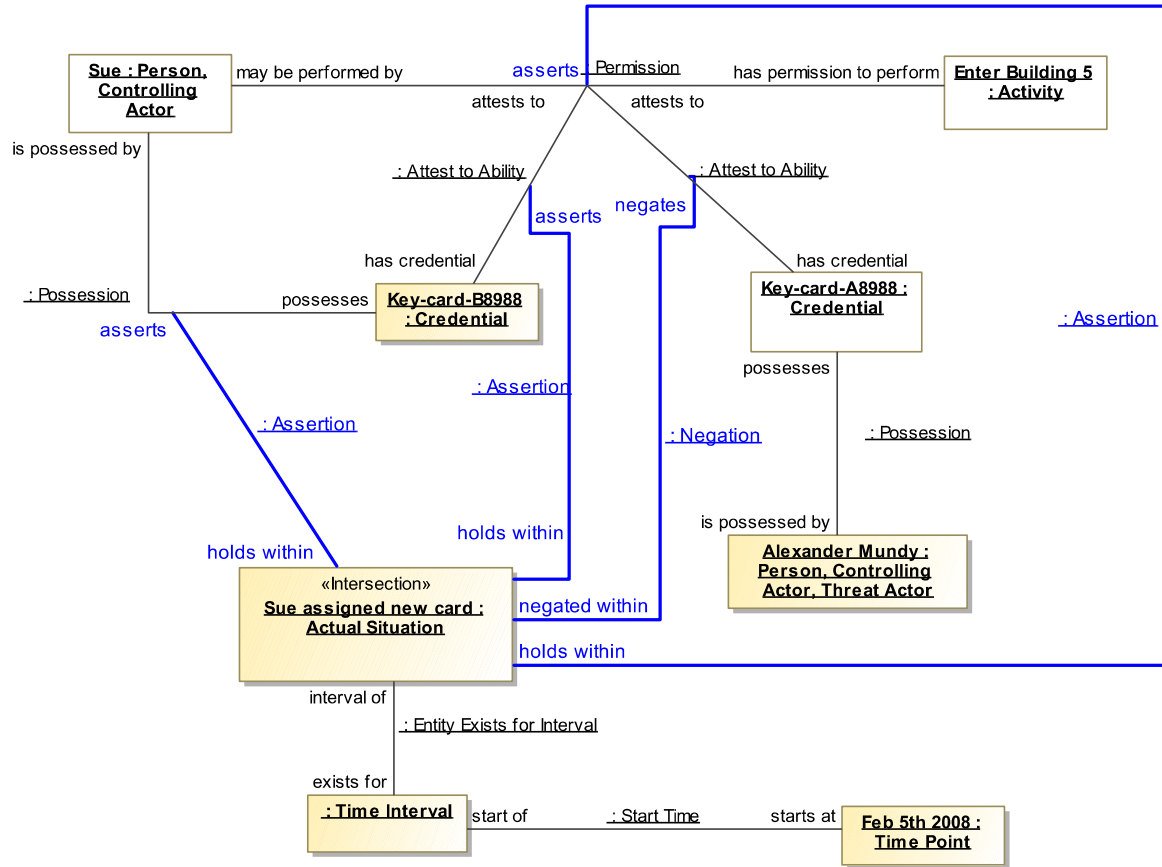 Sue : Person,
Controlling
Actor
may be performed by
asserts
: Permission
has permission to perform
Enter Building 5
: Activity
attests to
attests to
is possessed by
: Attest to Ability
: Attest to Ability
asserts
negates
has credential
has credential
: Possession
possesses
Key-card-B8988
: Credential
Key-card-A8988 :
Credential
asserts
: Assertion
possesses
: Assertion
: Assertion
: Negation
: Possession
is possessed by
holds within
holds within
Alexander Mundy :
Person, Controlling
Actor, Threat Actor
«Intersection»
Sue assigned new card :
Actual Situation
negated within
holds within
interval of
: Entity Exists for Interval
exists for
: Time Interval
start of
: Start Time
starts at
Feb 5th 2008 :
Time Point